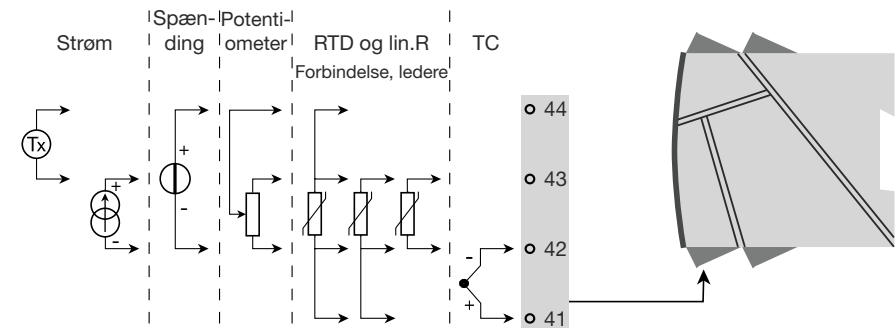 Strøm
Spæn-
ding
Potenti-
ometer
RTD og lin.R
Forbindelse, ledere
TC
Tx
+
-
+
-
-
+
44
43
42
41